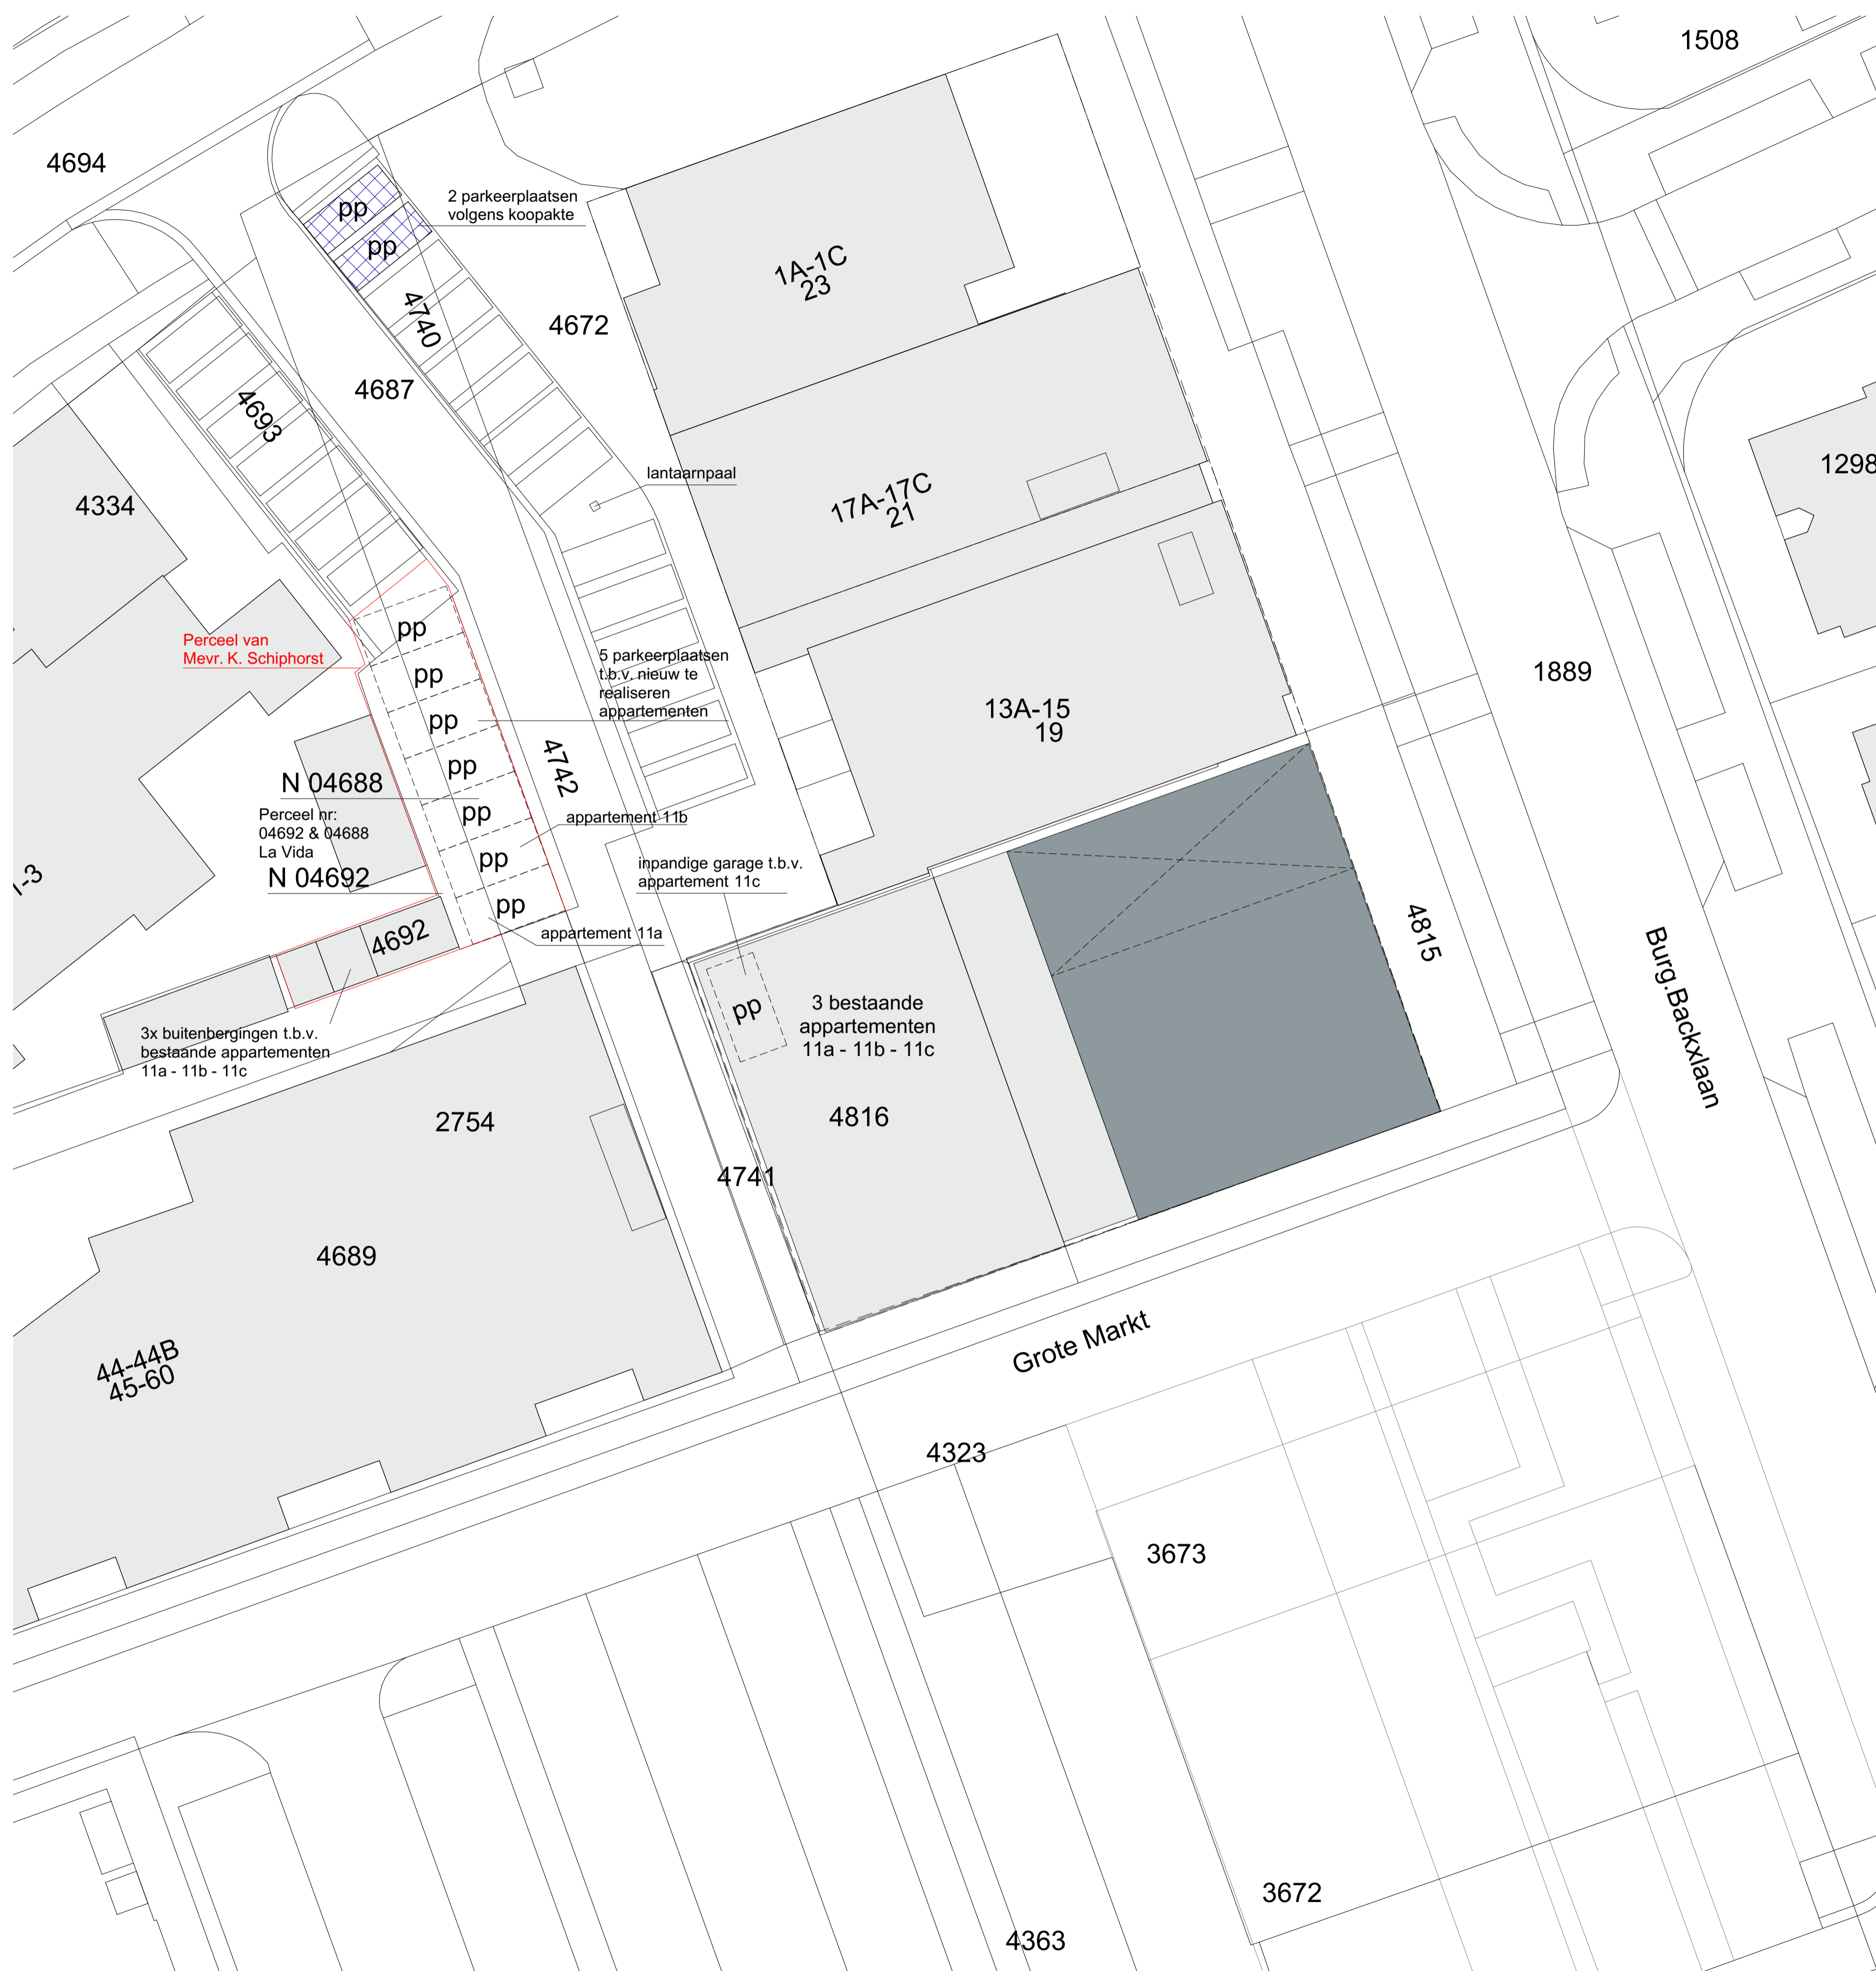 1508
4694
pp
2 parkeerplaatsen
volgens koopakte
pp
1A-1C
23
4740
4672
4687
4693
1298
lantaarnpaal
17A-17C
21
4334
pp
Perceel van
Mevr. K. Schiphorst
5 parkeerplaatsen
t.b.v. nieuw te
realiseren
appartementen
pp
1889
13A-15
19
pp
4742
pp
N 04688
Perceel nr:
04692 & 04688
La Vida
pp
appartement 11b
pp
inpandige garage t.b.v.
appartement 11c
N 04692
1-3
pp
appartement 11a
4692
4815
Burg.Backxlaan
pp
3 bestaande
appartementen
11a - 11b - 11c
3x buitenbergingen t.b.v.
bestaande appartementen
11a - 11b - 11c
2754
4816
4741
4689
Grote Markt
44-44B
45-60
4323
3673
3672
4363